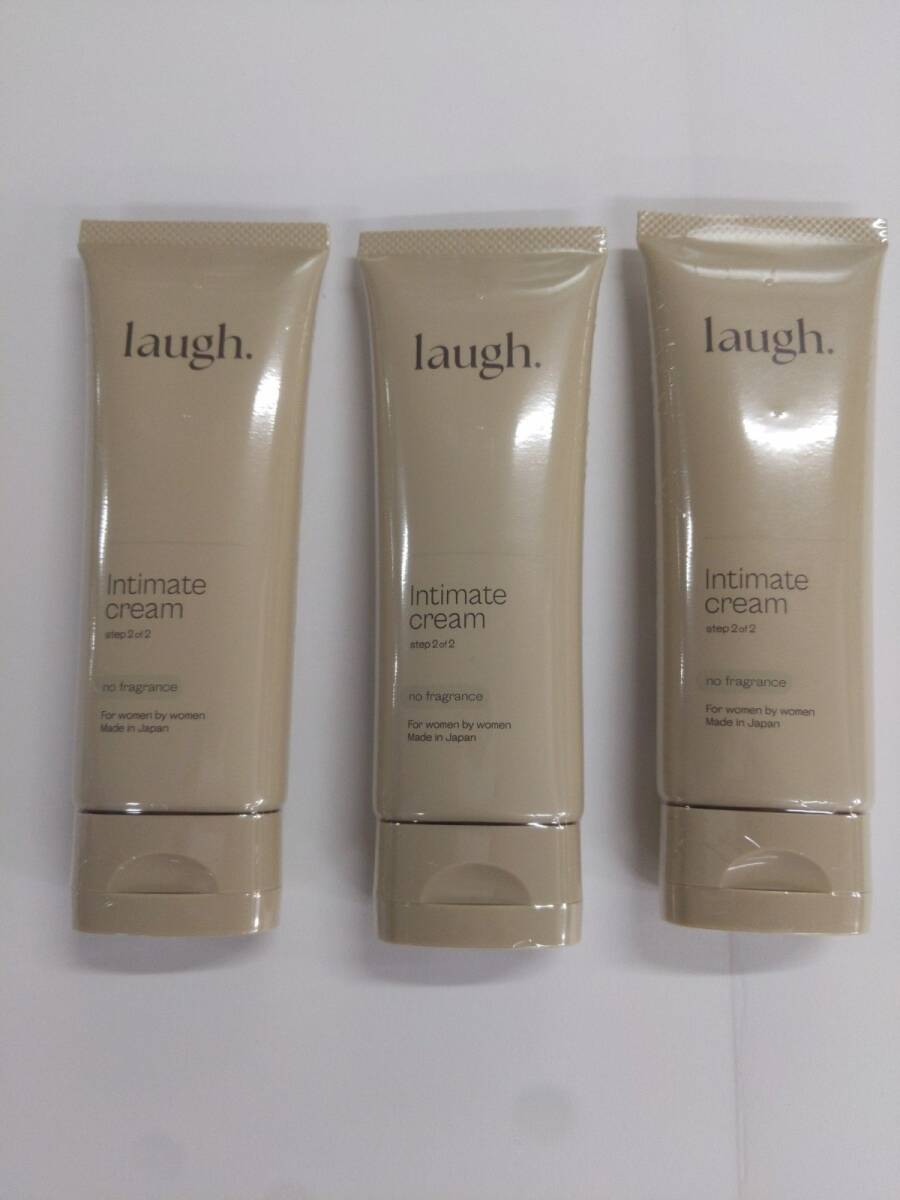 laugh.
Intimate
cream
step 2 of 2
no fragrance
For women by women
Made in Japan
laugh.
Intimate
cream
step 2 of 2
no fragrance
For women by women
Made in Japan
laugh.
Intimate
cream
step 2 of 2
no fragrance
For women by women
Made in Japan